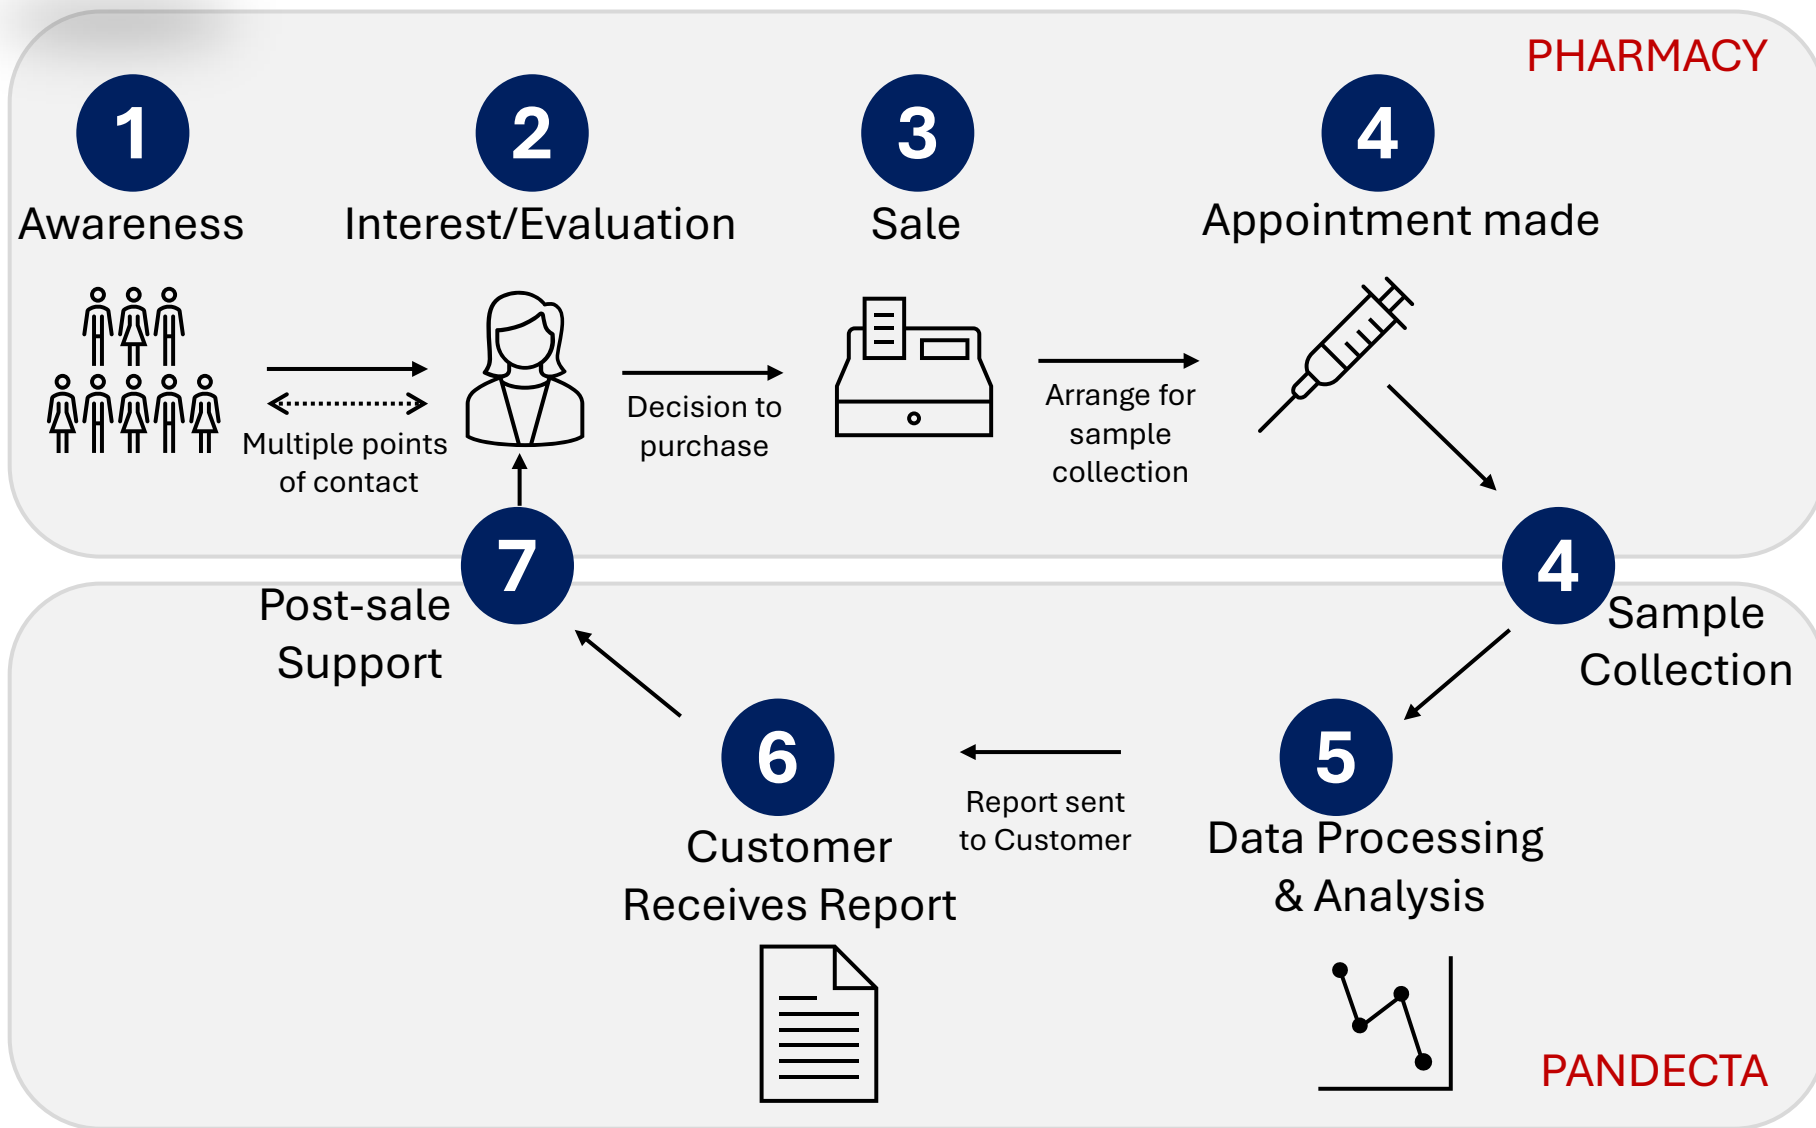 PHARMACY
1
Awareness
2
Interest/Evaluation
3
Sale
4
Appointment made
Multiple points
of contact
Decision to
purchase
Arrange for
sample
collection
4
Sample
Collection
5
Data Processing
& Analysis
Report sent
to Customer
6
Customer
Receives Report
7
Post-sale
Support
PANDECTA